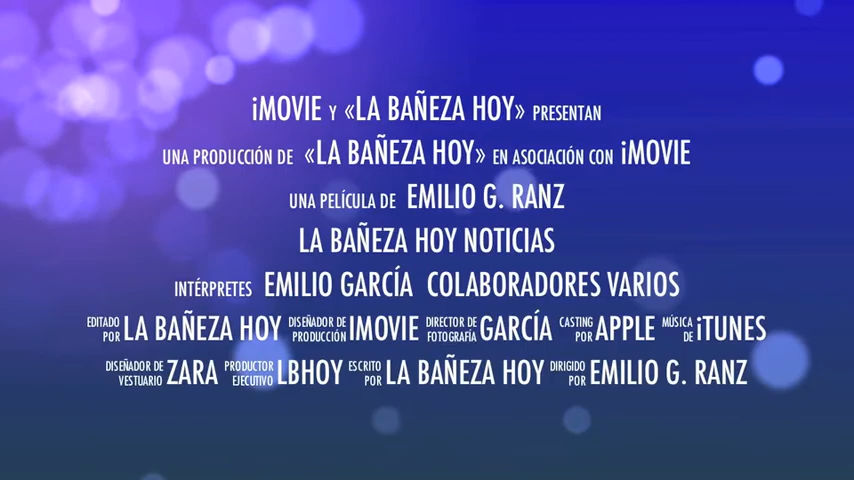 iMOVIE Y «LA BAÑEZA HOY» PRESENTAN
UNA PRODUCCIÓN DE «LA BAÑEZA HOY» EN ASOCIACIÓN CON iMOVIE
UNA PELÍCULA DE EMILIO G. RANZ
LA BAÑEZA HOY NOTICIAS
INTÉRPRETES EMILIO GARCÍA COLABORADORES VARIOS
EDITADO POR LA BAÑEZA HOY DISEÑADOR DE PRODUCCIÓN IMOVIE DIRECTOR DE FOTOGRAFÍA GARCÍA CASTING POR APPLE MÚSICA DE iTUNES
DISEÑADOR DE VESTUARIO ZARA PRODUCTOR EJECUTIVO LBHOY ESCRITO POR LA BAÑEZA HOY DIRIGIDO POR EMILIO G. RANZ